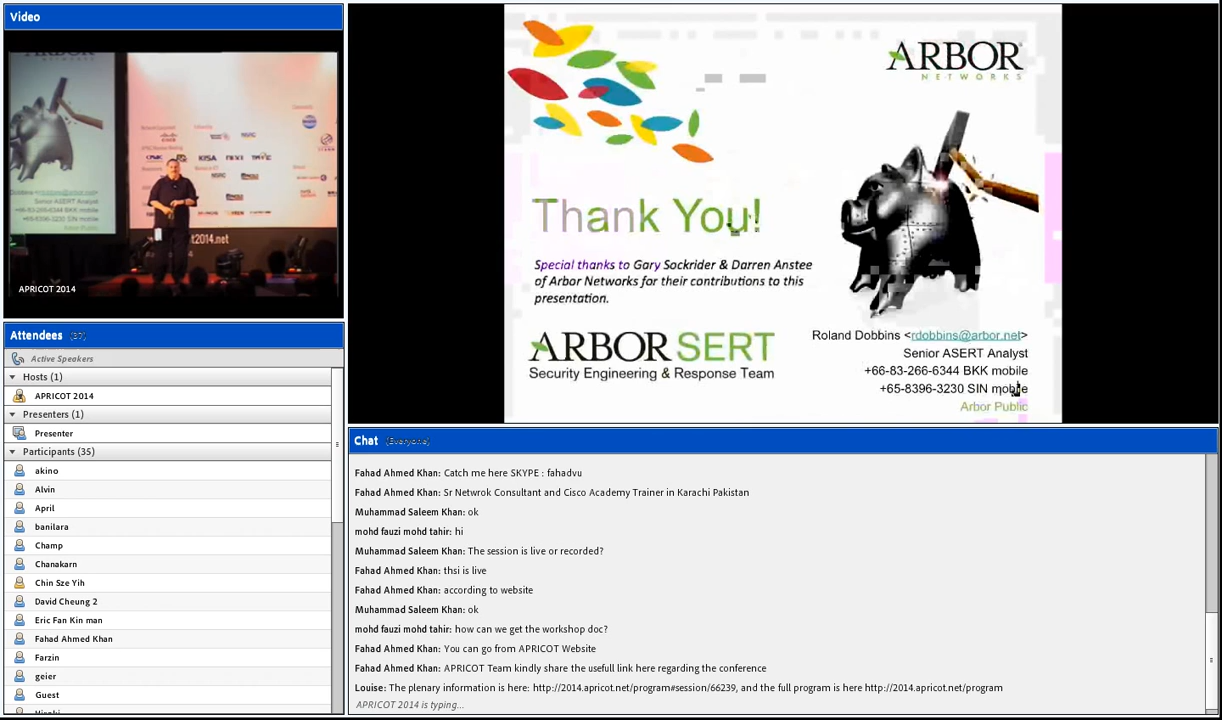 Video
ARBOR
KISA
t2014.net
APRICOT 2014
Attendees (37)
Active Speakers
Hosts (1)
APRICOT 2014
Presenters (1)
Presenter
Participants (35)
akino
Alvin
April
banilara
Champ
Chanakarn
Chin Sze Yih
David Cheung 2
Eric Fan Kin man
Fahad Ahmed Khan
Farzin
geier
Guest
Hiroki
ARBOR
NETWORKS
Thank You!
Special thanks to Gary Sockrider & Darren Anstee
of Arbor Networks for their contributions to this
presentation.
ARBOR SERT
Security Engineering & Response Team
Roland Dobbins <rdobbins@arbor.net>
Senior ASERT Analyst
+66-83-266-6344 BKK mobile
+65-8396-3230 SIN mobile
Arbor Public
Chat (Everyone)
Fahad Ahmed Khan: Catch me here SKYPE : fahadvu
Fahad Ahmed Khan: Sr Netwrok Consultant and Cisco Academy Trainer in Karachi Pakistan
Muhammad Saleem Khan: ok
mohd fauzi mohd tahir: hi
Muhammad Saleem Khan: The session is live or recorded?
Fahad Ahmed Khan: thsi is live
Fahad Ahmed Khan: according to website
Muhammad Saleem Khan: ok
mohd fauzi mohd tahir: how can we get the workshop doc?
Fahad Ahmed Khan: You can go from APRICOT Website
Fahad Ahmed Khan: APRICOT Team kindly share the usefull link here regarding the conference
Louise: The plenary information is here: http://2014.apricot.net/program#session/66239, and the full program is here http://2014.apricot.net/program
APRICOT 2014 is typing...